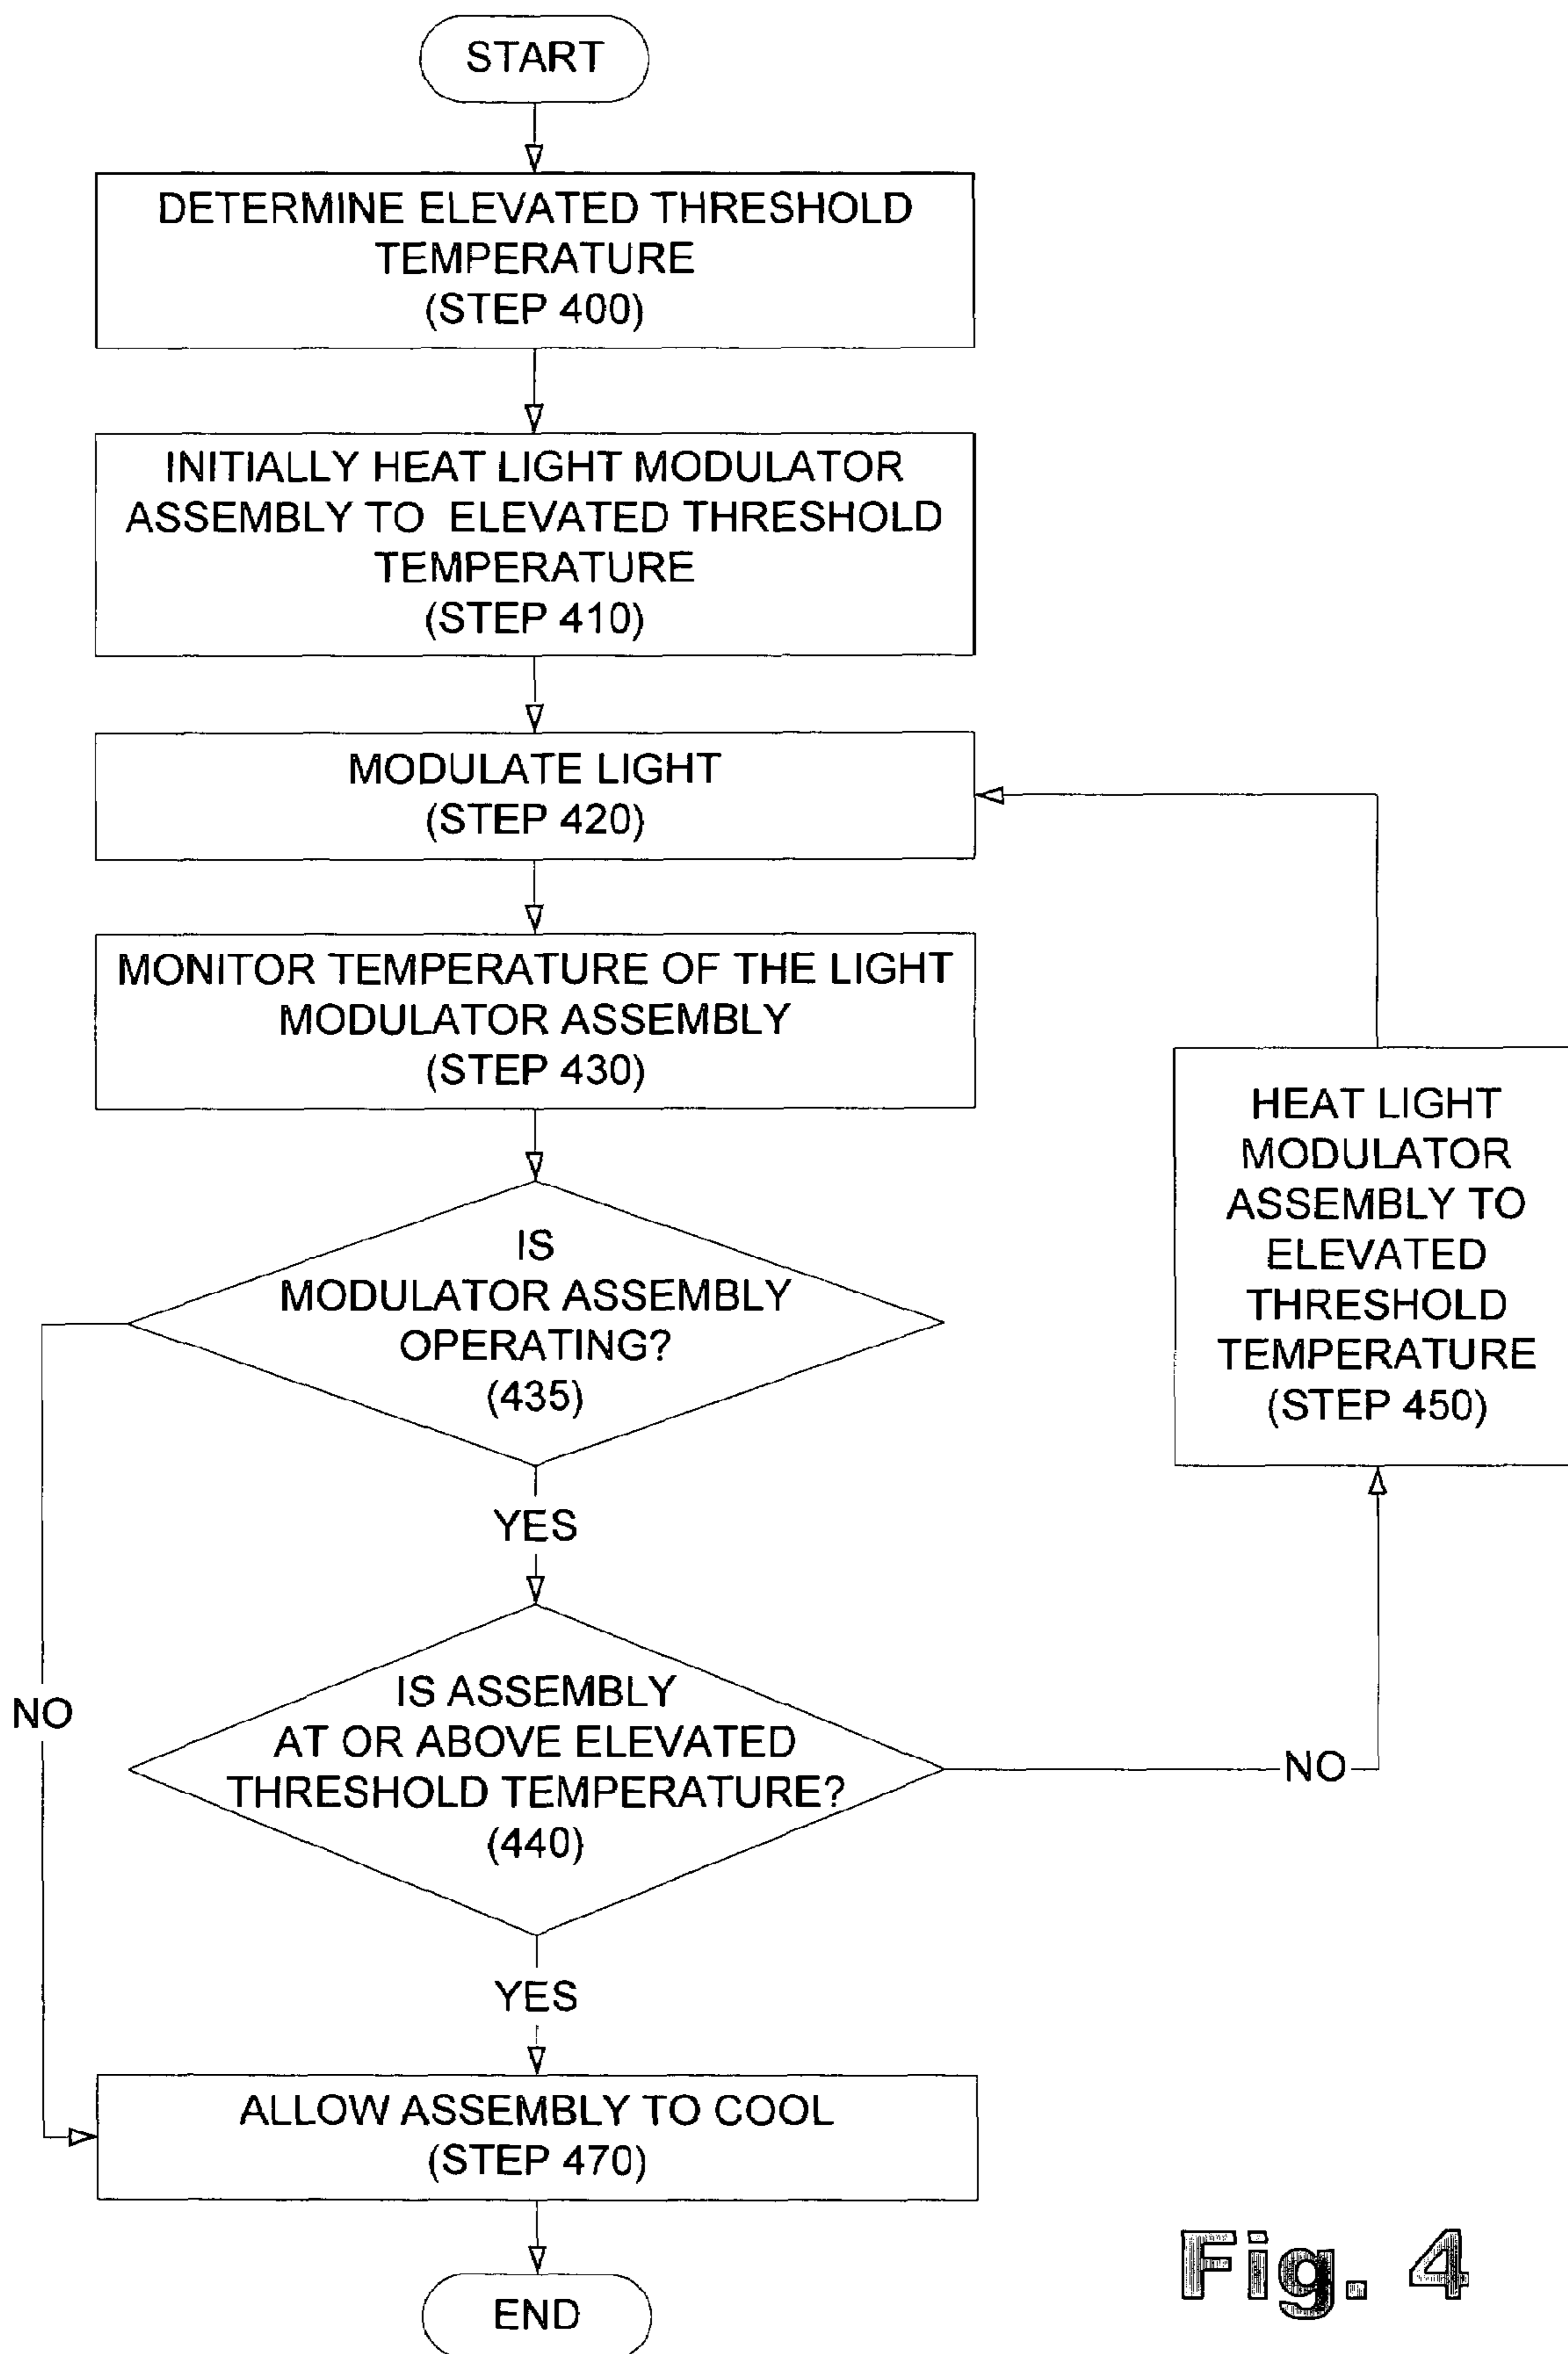 START
DETERMINE ELEVATED THRESHOLD
TEMPERATURE
(STEP 400)
INITIALLY HEAT LIGHT MODULATOR
ASSEMBLY TO ELEVATED THRESHOLD
TEMPERATURE
(STEP 410)
MODULATE LIGHT
(STEP 420)
MONITOR TEMPERATURE OF THE LIGHT
MODULATOR ASSEMBLY
(STEP 430)
HEAT LIGHT
MODULATOR
ASSEMBLY TO
ELEVATED
THRESHOLD
TEMPERATURE
(STEP 450)
IS
MODULATOR ASSEMBLY
OPERATING?
(435)
YES
NO
IS ASSEMBLY
AT OR ABOVE ELEVATED
THRESHOLD TEMPERATURE?
(440)
NO
YES
ALLOW ASSEMBLY TO COOL
(STEP 470)
END
Fig. 4